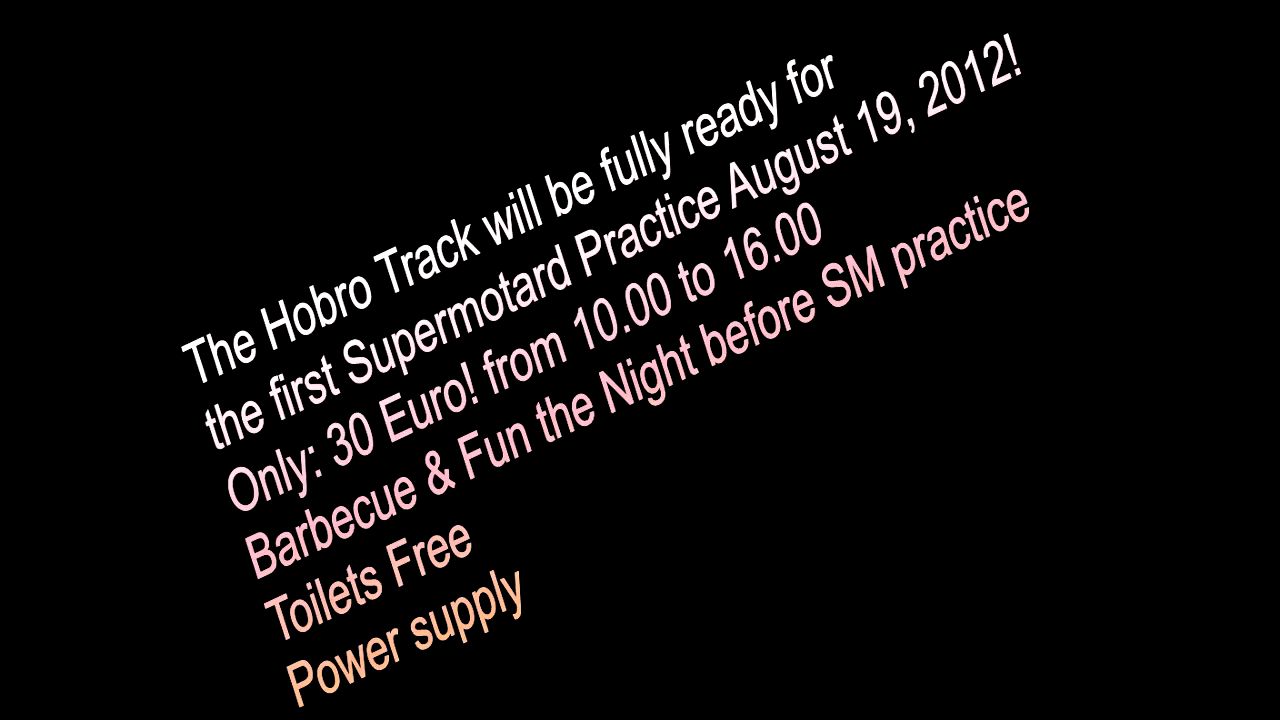 The Hobro Track will be fully ready for
the first Supermotard Practice August 19, 2012!
Only: 30 Euro! from 10.00 to 16.00
Barbecue & Fun the Night before SM practice
Toilets Free
Power supply